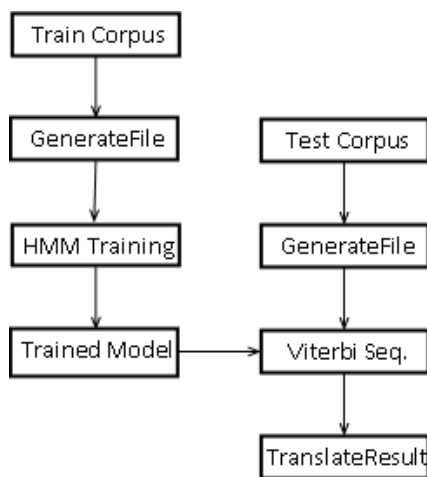 Train Corpus
GenerateFile
HMM Training
Trained Model
Test Corpus
GenerateFile
Viterbi Seq.
TranslateResult